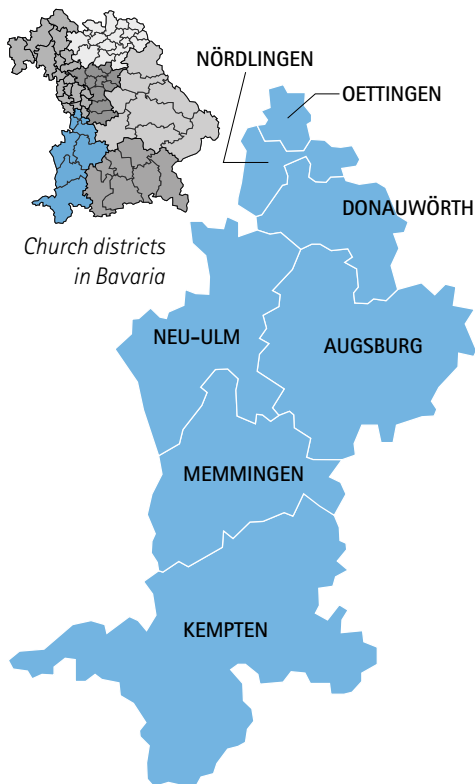 NÖRDLINGEN
OETTINGEN
DONAUWÖRTH
Church districts
in Bavaria
NEU-ULM
AUGSBURG
MEMMINGEN
KEMPTEN